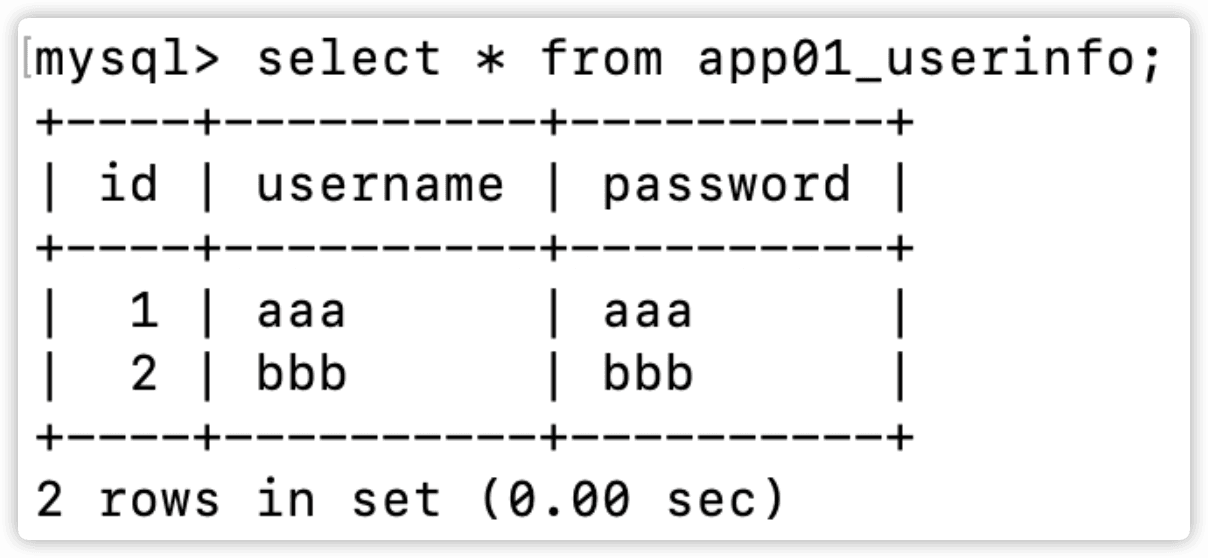 [mysql> select * from app01_userinfo;
+----+----------+----------+
| id | username | password |
+----+----------+----------+
|  1 | aaa      | aaa      |
|  2 | bbb      | bbb      |
+----+----------+----------+
2 rows in set (0.00 sec)